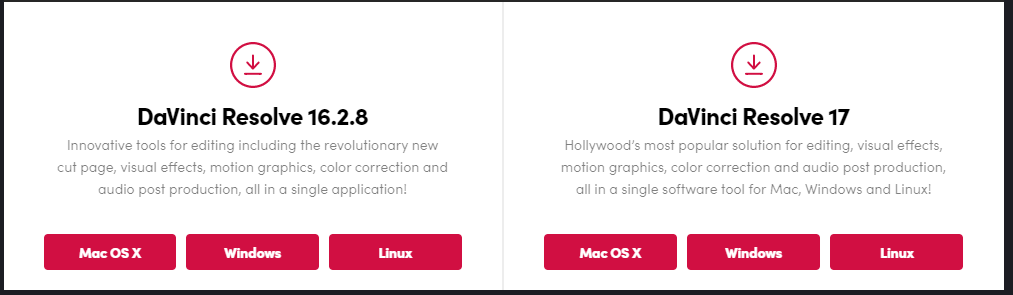 DaVinci Resolve 16.2.8
Innovative tools for editing including the revolutionary new
cut page, visual effects, motion graphics, color correction and
audio post production, all in a single application!
Mac OS X
Windows
Linux
DaVinci Resolve 17
Hollywood's most popular solution for editing, visual effects,
motion graphics, color correction and audio post production,
all in a single software tool for Mac, Windows and Linux!
Mac OS X
Windows
Linux